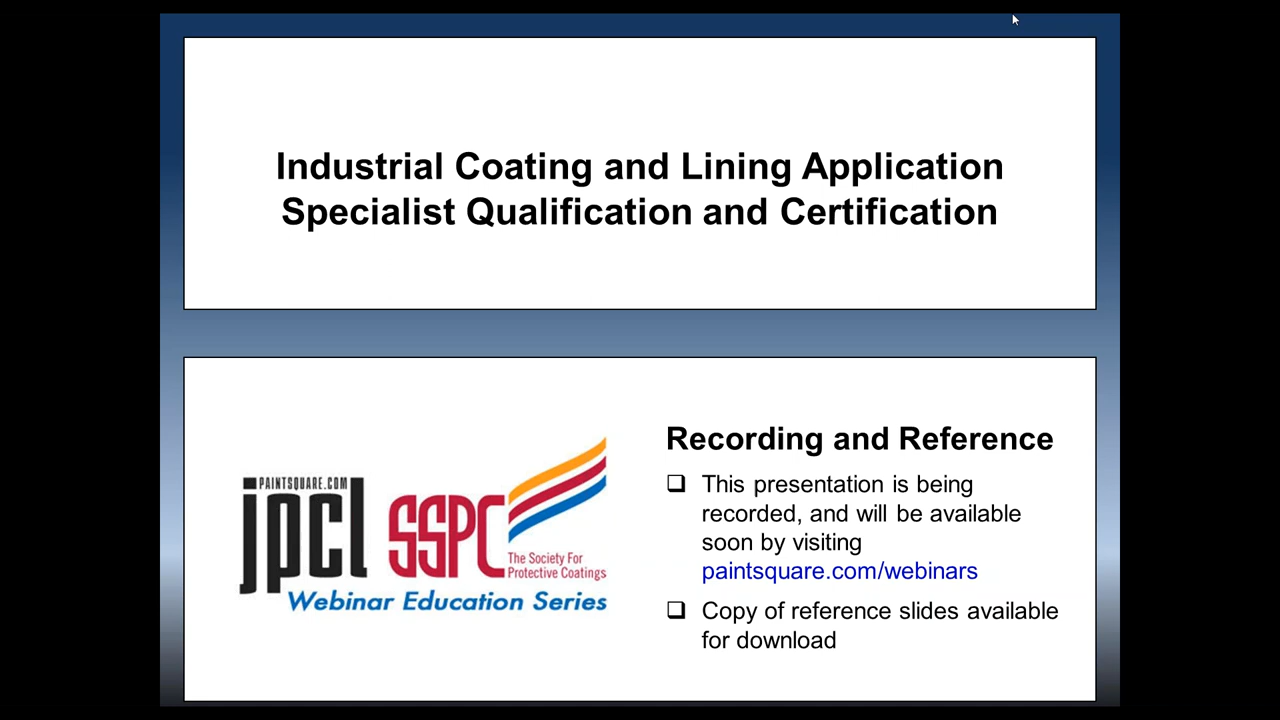 Industrial Coating and Lining Application
Specialist Qualification and Certification
PAINTSQUARE.COM
jpcl
SSPC
The Society For
Protective Coatings
Webinar Education Series
Recording and Reference
This presentation is being
recorded, and will be available
soon by visiting
paintsquare.com/webinars
Copy of reference slides available
for download